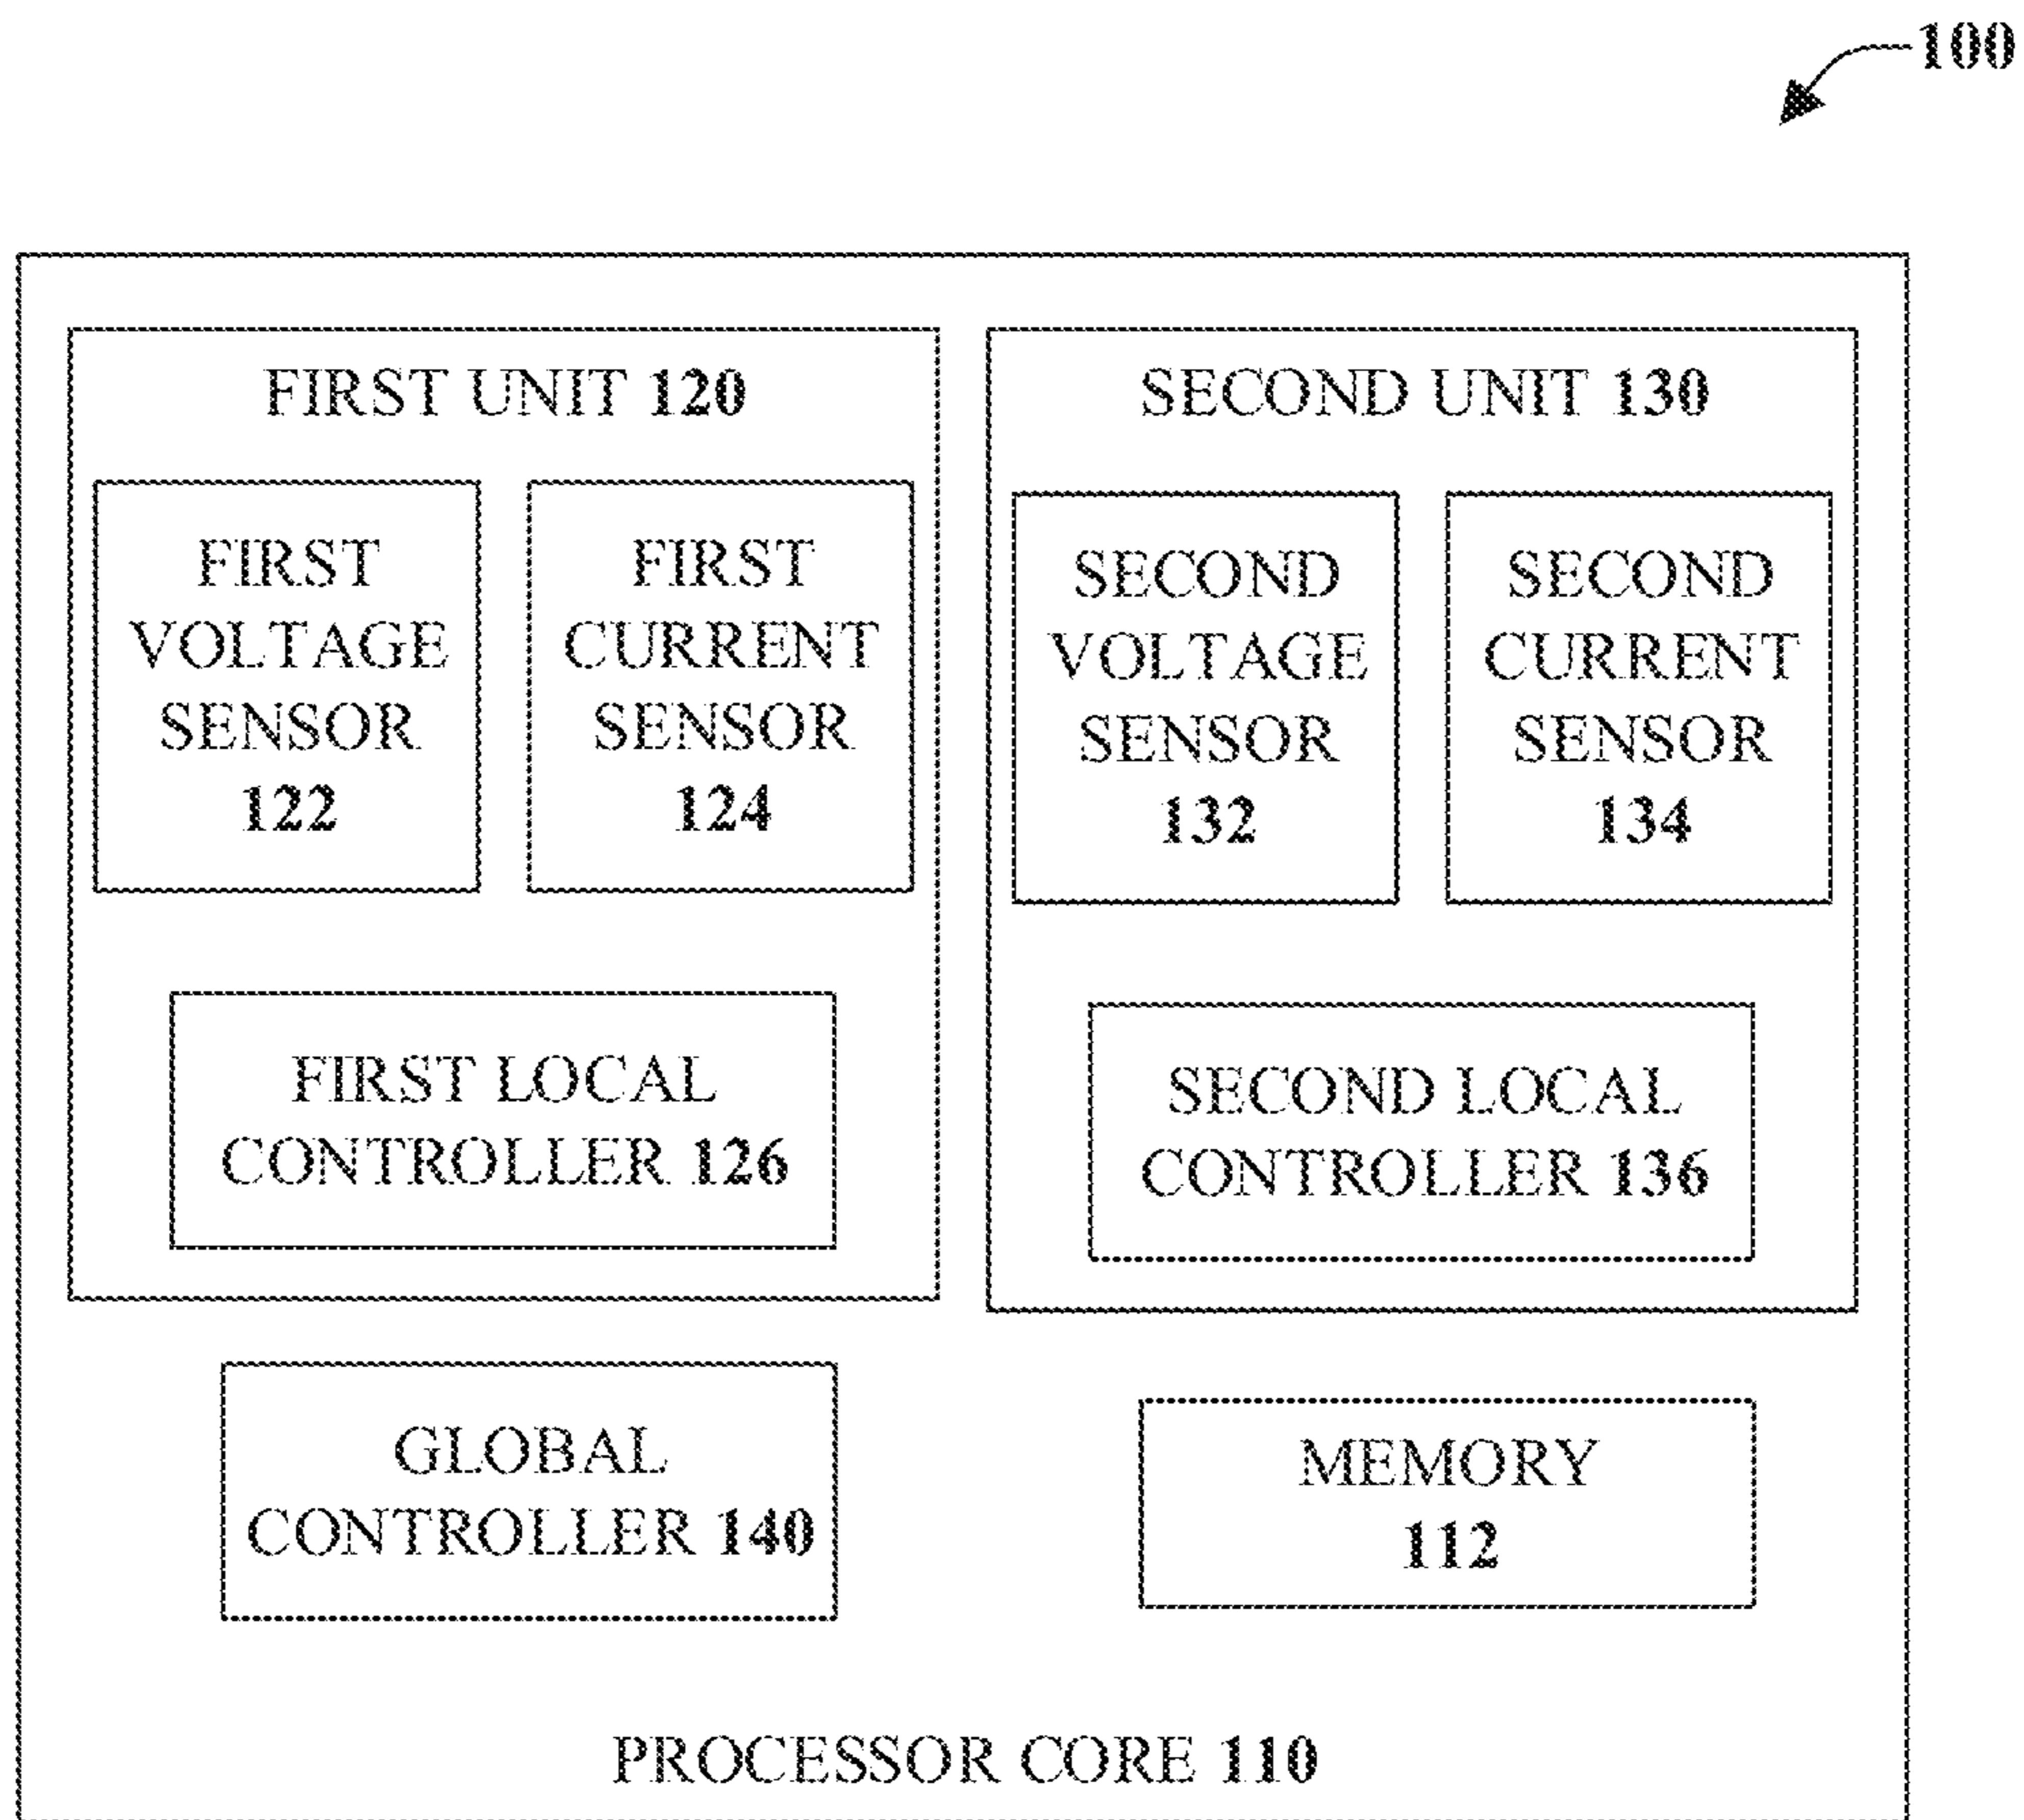 100
FIRST UNIT 120
FIRST
VOLTAGE
SENSOR
122
FIRST
CURRENT
SENSOR
124
FIRST LOCAL
CONTROLLER 126
SECOND UNIT 130
SECOND
VOLTAGE
SENSOR
132
SECOND
CURRENT
SENSOR
134
SECOND LOCAL
CONTROLLER 136
GLOBAL
CONTROLLER 140
MEMORY
112
PROCESSOR CORE 110